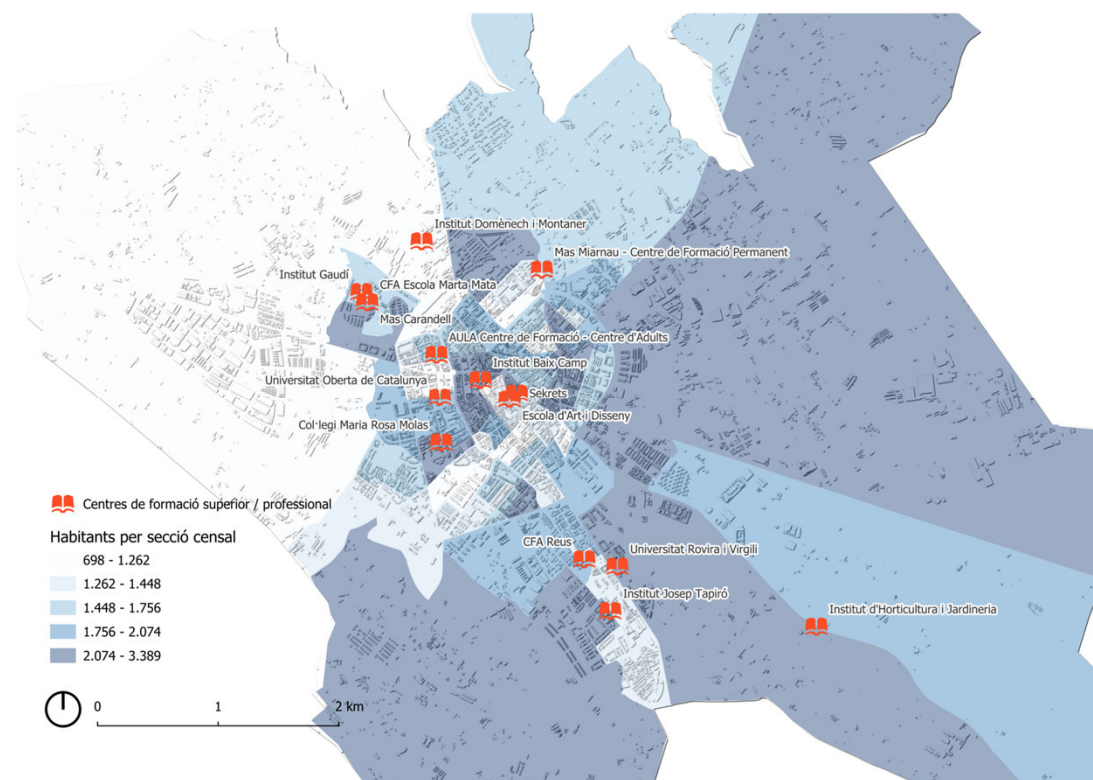 Institut Domènech i Montaner
Mas Miarnau - Centre de Formació Permanent
Institut Gaudí
CFA Escola Marta Mata
Mas Carandell
AULA Centre de Formació - Centre d'Adults
Institut Baix Camp
Universitat Oberta de Catalunya
Sekrets
Escola d'Art i Disseny
Col·legi Maria Rosa Molas
Centres de formació superior / professional
Habitants per secció censal
698 - 1.262
1.262 - 1.448
1.448 - 1.756
1.756 - 2.074
2.074 - 3.389
CFA Reus
Universitat Rovira i Virgili
Institut Josep Tapiró
Institut d'Horticultura i Jardineria
0 1 2 km